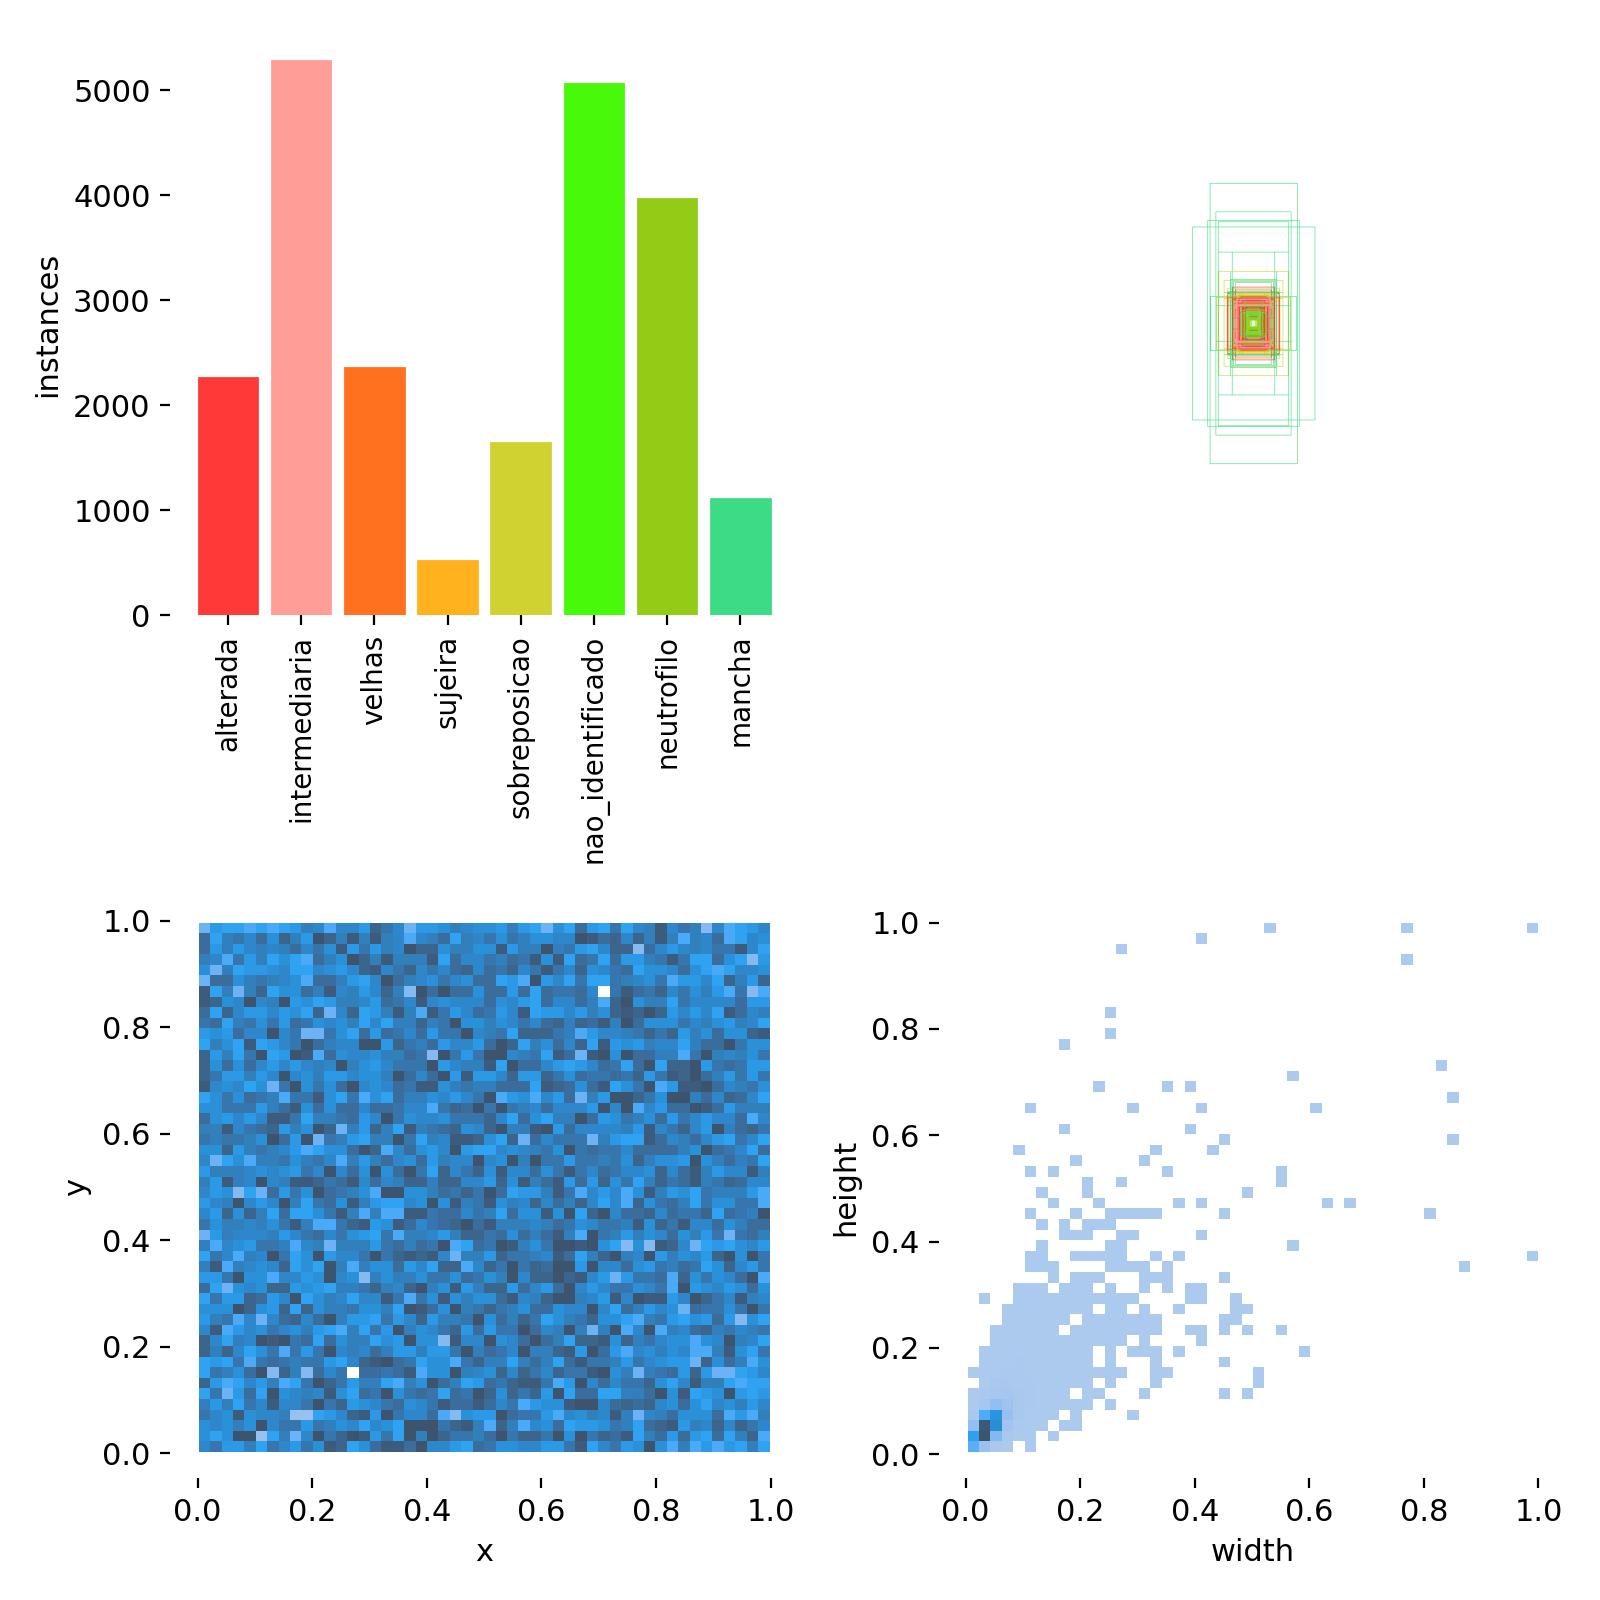 5000
4000
3000
2000
1000
0
instances
alterada
intermediaria
velhas
sujeira
sobreposicao
nao_identificado
neutrofilo
mancha
1.0
0.8
0.6
0.4
0.2
0.0
y
0.0 0.2 0.4 0.6 0.8 1.0
x
1.0
0.8
0.6
0.4
0.2
0.0
height
0.0 0.2 0.4 0.6 0.8 1.0
width